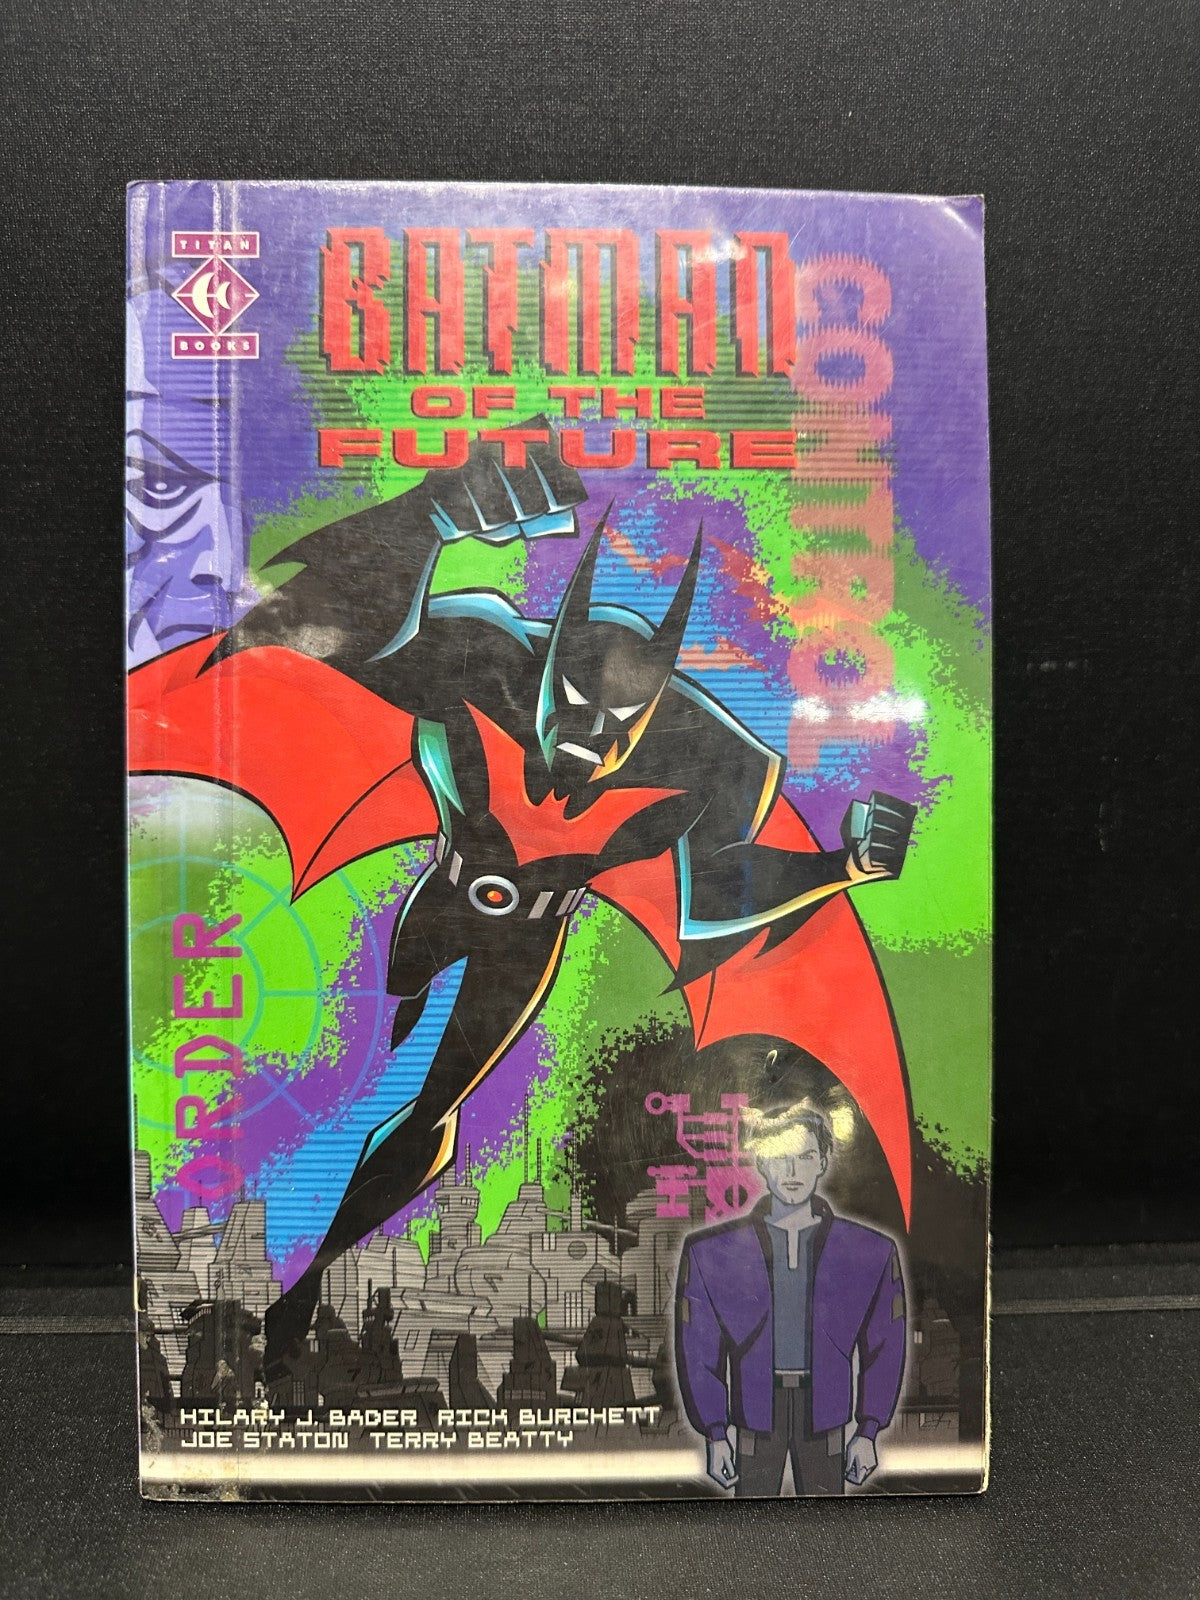 TITAN
BOOKS
BATMAN
OF THE
FUTURE
CONTROL
ORDER
HILARY J. BADER RICK BURCHETT
JOE STATON TERRY BEATTY